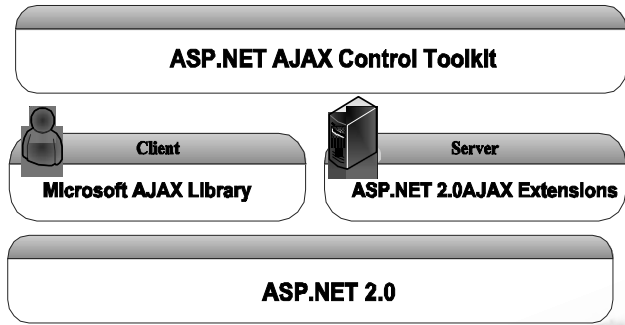 ASP.NET AJAX Control Toolkit
Client
Server
Microsoft AJAX Library
ASP.NET 2.0AJAX Extensions
ASP.NET 2.0